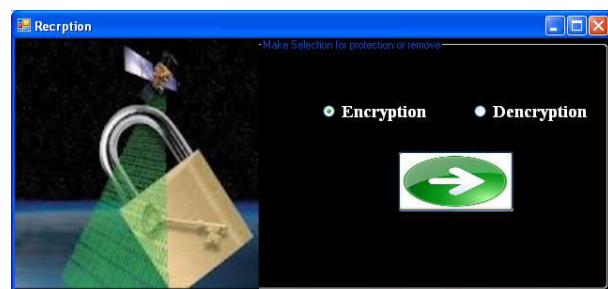 Recrption
Make Selection for protection or remove
Encryption
Dencryption